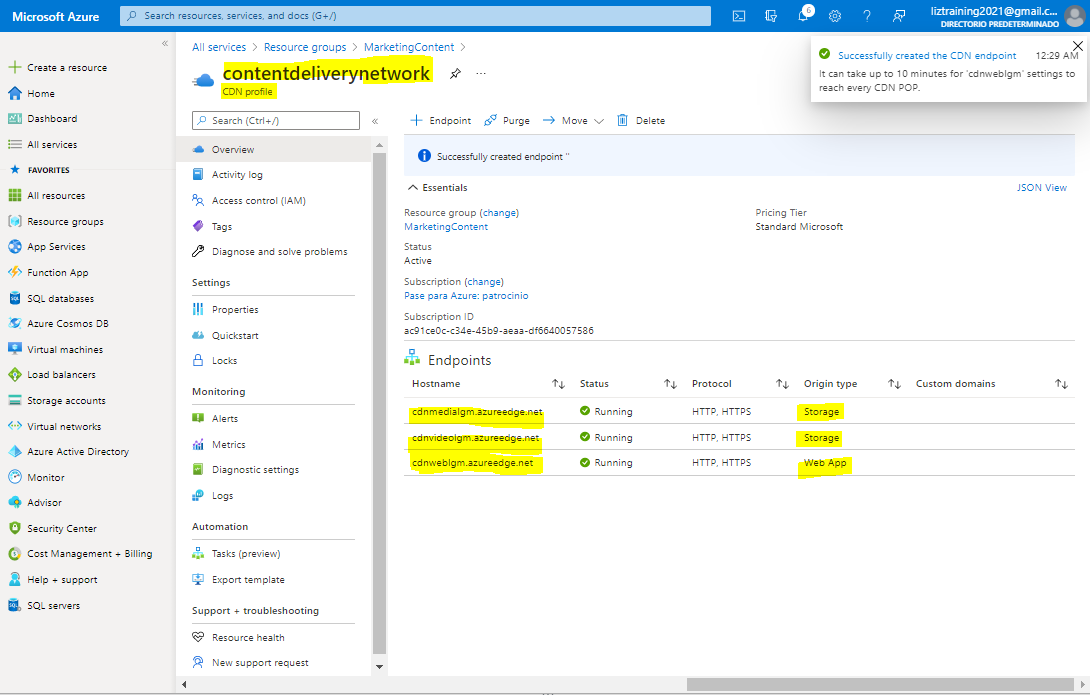 Microsoft Azure
Search resources, services, and docs (G+/)
6
liztraining2021@gmail.c...
DIRECTORIO PREDETERMINADO
«
Create a resource
Home
Dashboard
All services
FAVORITES
All resources
Resource groups
App Services
Function App
SQL databases
Azure Cosmos DB
Virtual machines
Load balancers
Storage accounts
Virtual networks
Azure Active Directory
Monitor
Advisor
Security Center
Cost Management + Billing
Help + support
SQL servers
All services > Resource groups > MarketingContent >
contentdeliverynetwork
...
CDN profile
Successfully created the CDN endpoint 12:29 AM
It can take up to 10 minutes for 'cdnweblgm' settings to
reach every CDN POP.
Search (Ctrl+/)
«
Overview
Activity log
Access control (IAM)
Tags
Diagnose and solve problems
Settings
Properties
Quickstart
Locks
Monitoring
Alerts
Metrics
Diagnostic settings
Logs
Automation
Tasks (preview)
Export template
Support + troubleshooting
Resource health
New support request
Endpoint Purge Move Delete
Successfully created endpoint ''
Essentials JSON View
Resource group (change) Pricing Tier
MarketingContent Standard Microsoft
Status
Active
Subscription (change)
Pase para Azure: patrocinio
Subscription ID
ac91ce0c-c34e-45b9-aeaa-df6640057586
Endpoints
Hostname Status Protocol Origin type Custom domains
cdnmedialgm.azureedge.net Running HTTP, HTTPS Storage
cdnvideolgm.azureedge.net Running HTTP, HTTPS Storage
cdnweblgm.azureedge.net Running HTTP, HTTPS Web App